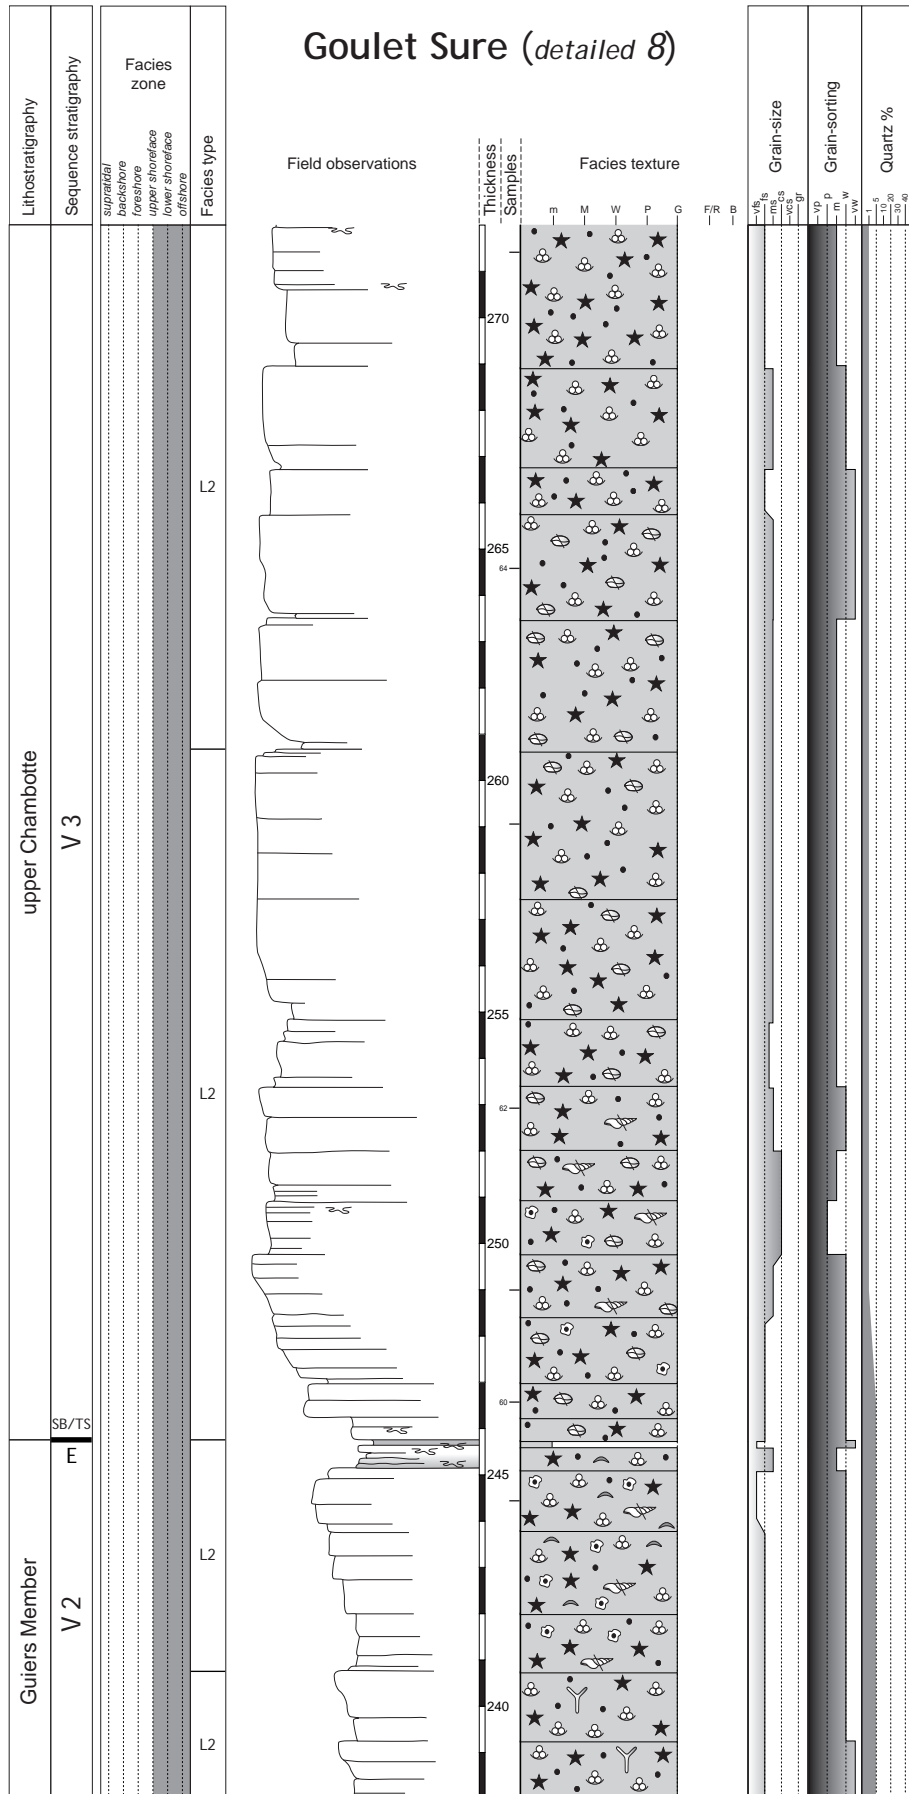 Goulet Sure (detailed 8)
Lithostratigraphy
Sequence stratigraphy
Facies
zone
supratidal
backshore
foreshore
upper shoreface
lower shoreface
offshore
Facies type
Field observations
Thickness
Samples
Facies texture
m M W P G F/R B
Grain-size
vfs fs ms cs vcs gr
Grain-sorting
vp p m w vw
Quartz %
1 5 10 20 30 40
270
L2
265
64
260
upper Chambotte
V 3
255
L2
62
250
60
SB/TS
E
245
L2
Guiers Member
V 2
240
L2